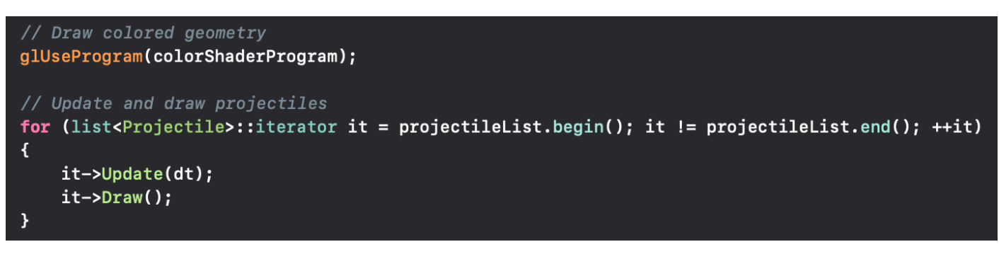 // Draw colored geometry
glUseProgram(colorShaderProgram);
// Update and draw projectiles
for (list<Projectile>::iterator it = projectileList.begin(); it != projectileList.end(); ++it)
{
    it->Update(dt);
    it->Draw();
}